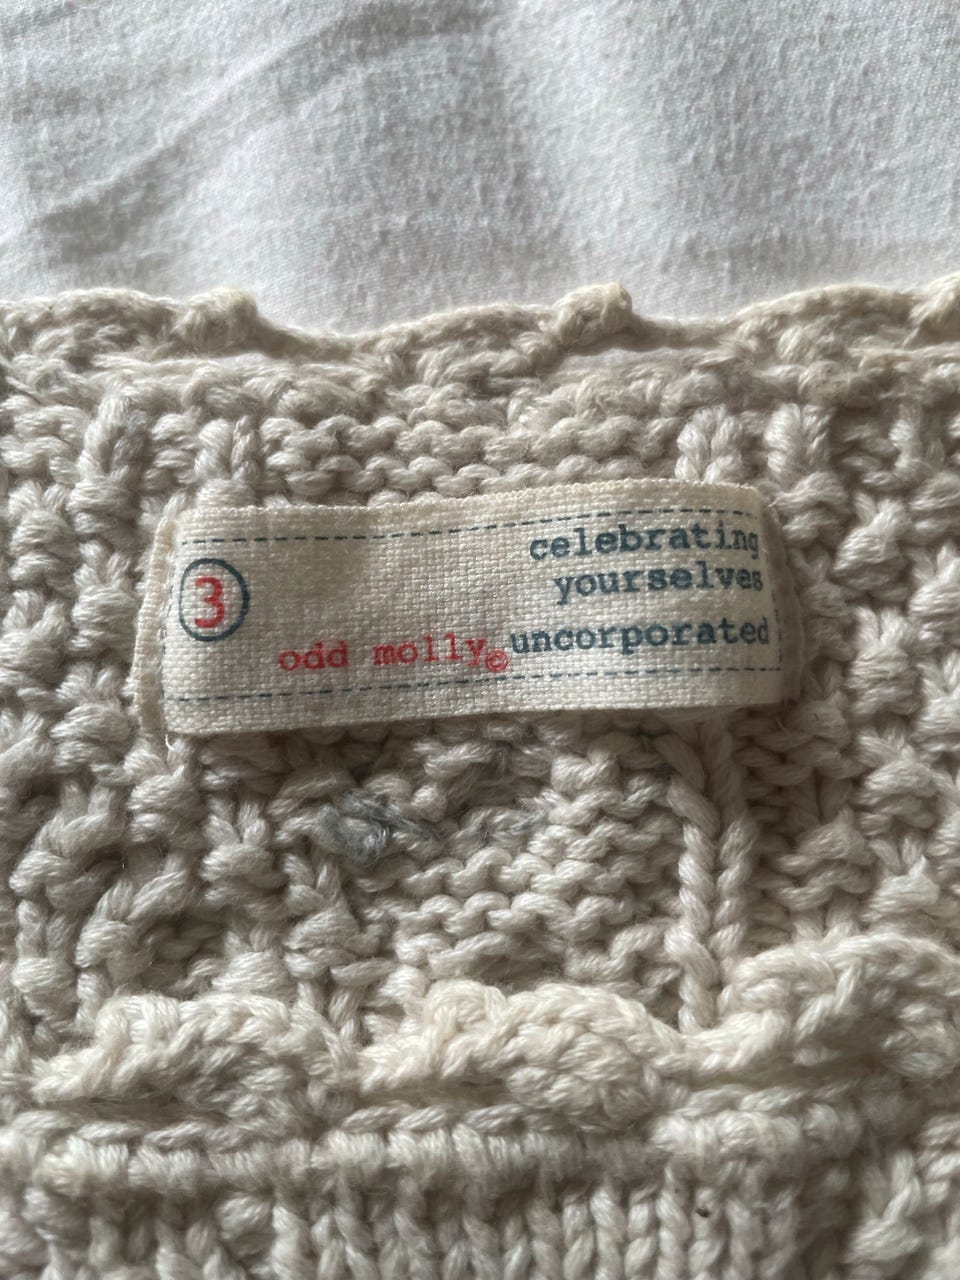 3
celebrating
yourselves
odd molly© uncorporated